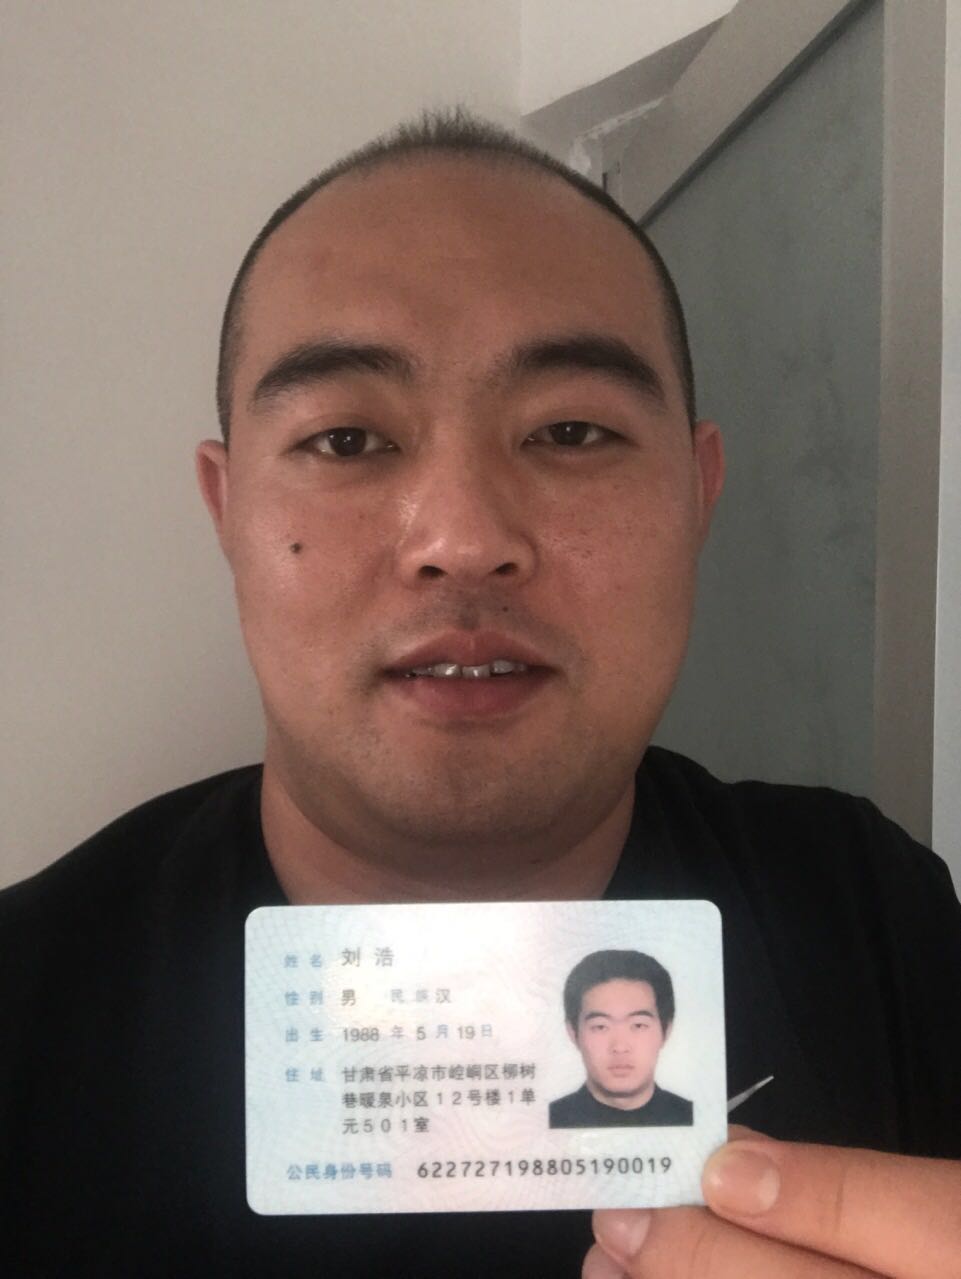 姓名 刘浩
性别 男 民族 汉
出生 1988 年 5 月 19 日
住址 甘肃省平凉市崆峒区柳树
巷暖泉小区12号楼1单
元501室
公民身份号码 622727198805190019